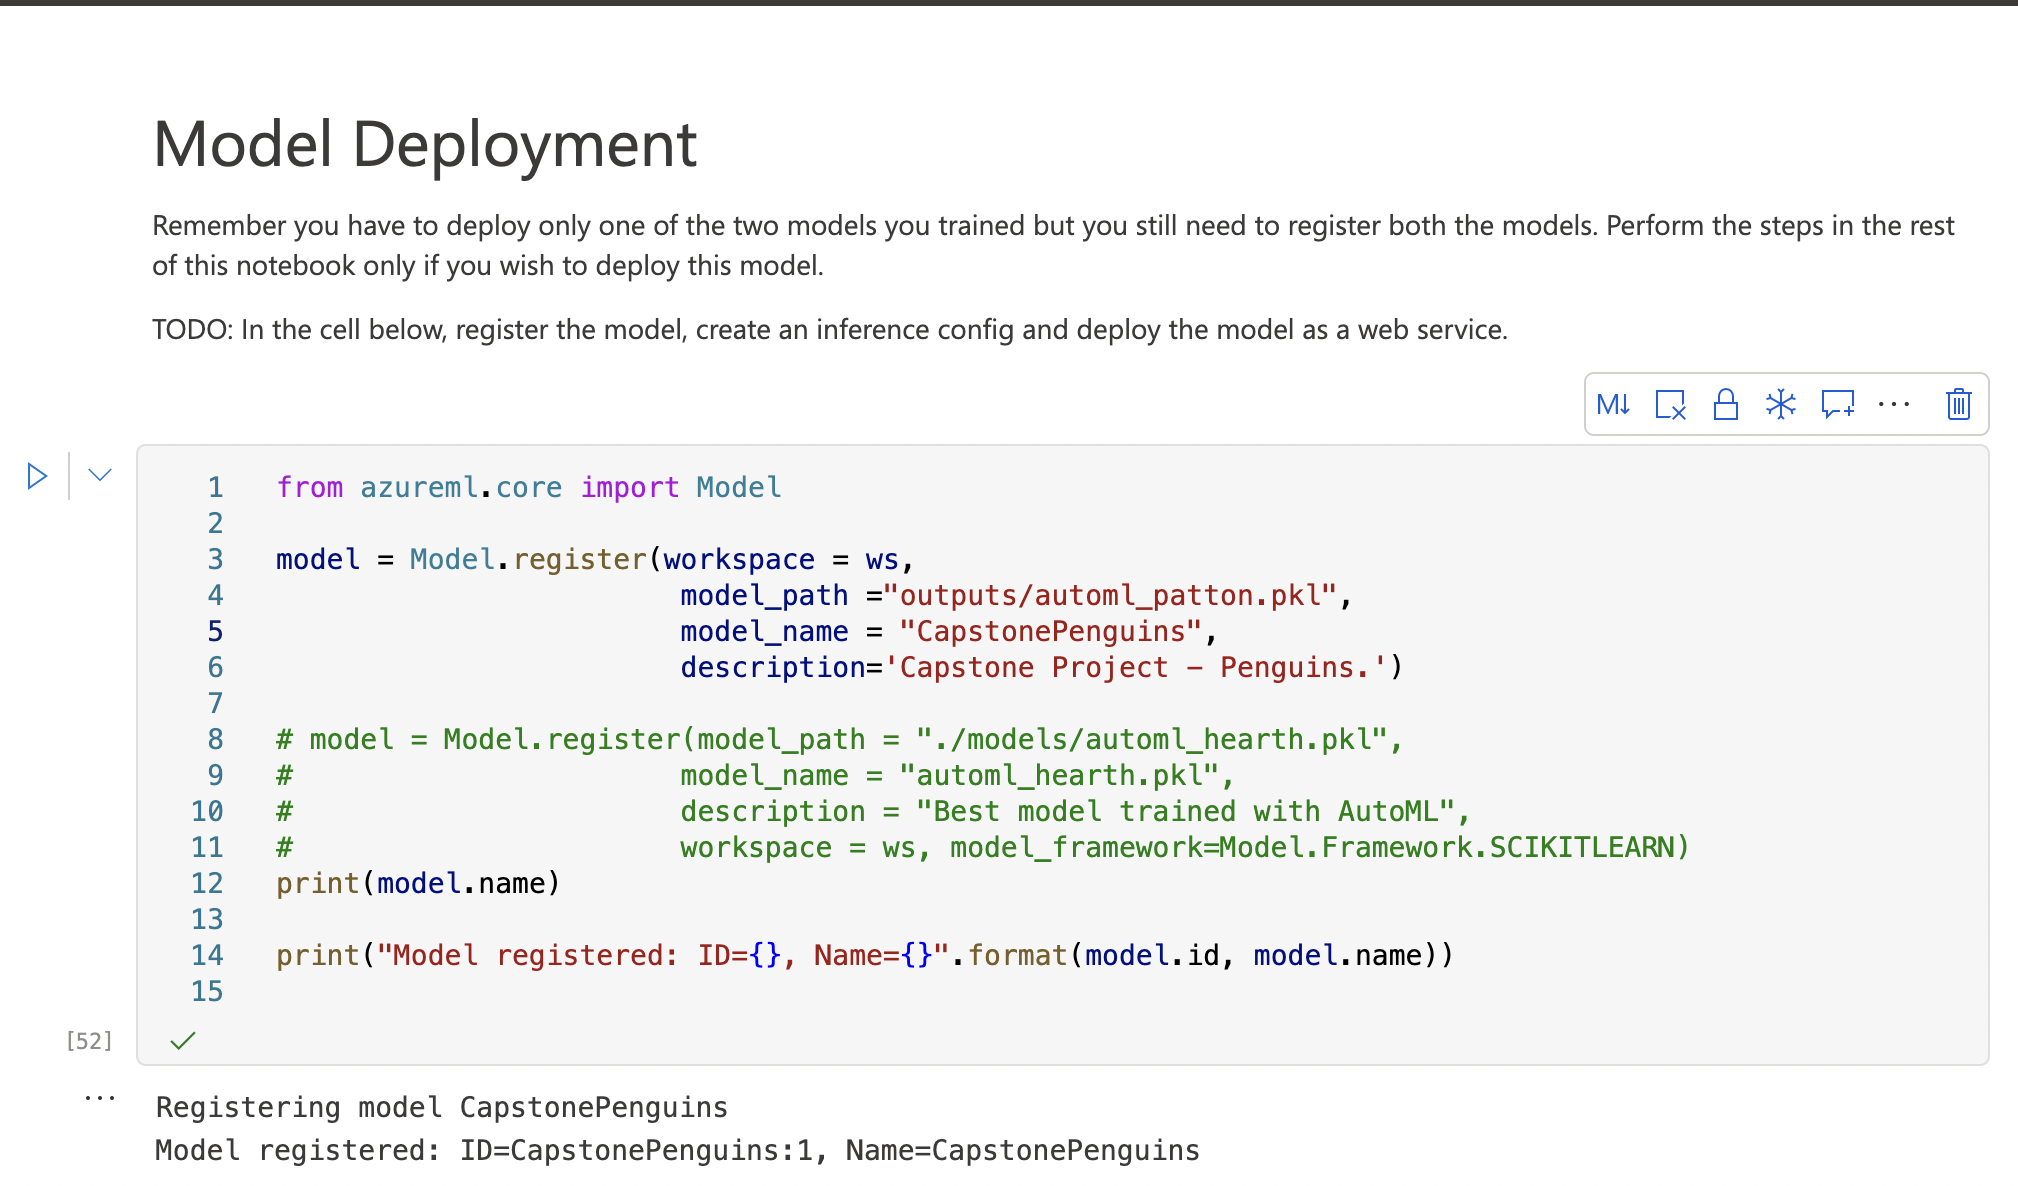 Model Deployment
Remember you have to deploy only one of the two models you trained but you still need to register both the models. Perform the steps in the rest
of this notebook only if you wish to deploy this model.
TODO: In the cell below, register the model, create an inference config and deploy the model as a web service.
M↓
1 from azureml.core import Model
2
3 model = Model.register(workspace = ws,
4                         model_path ="outputs/automl_patton.pkl",
5                         model_name = "CapstonePenguins",
6                         description='Capstone Project - Penguins.')
7
8 # model = Model.register(model_path = "./models/automl_hearth.pkl",
9 #                       model_name = "automl_hearth.pkl",
10 #                       description = "Best model trained with AutoML",
11 #                       workspace = ws, model_framework=Model.Framework.SCIKITLEARN)
12 print(model.name)
13
14 print("Model registered: ID={}, Name={}".format(model.id, model.name))
15
[52]
Registering model CapstonePenguins
Model registered: ID=CapstonePenguins:1, Name=CapstonePenguins